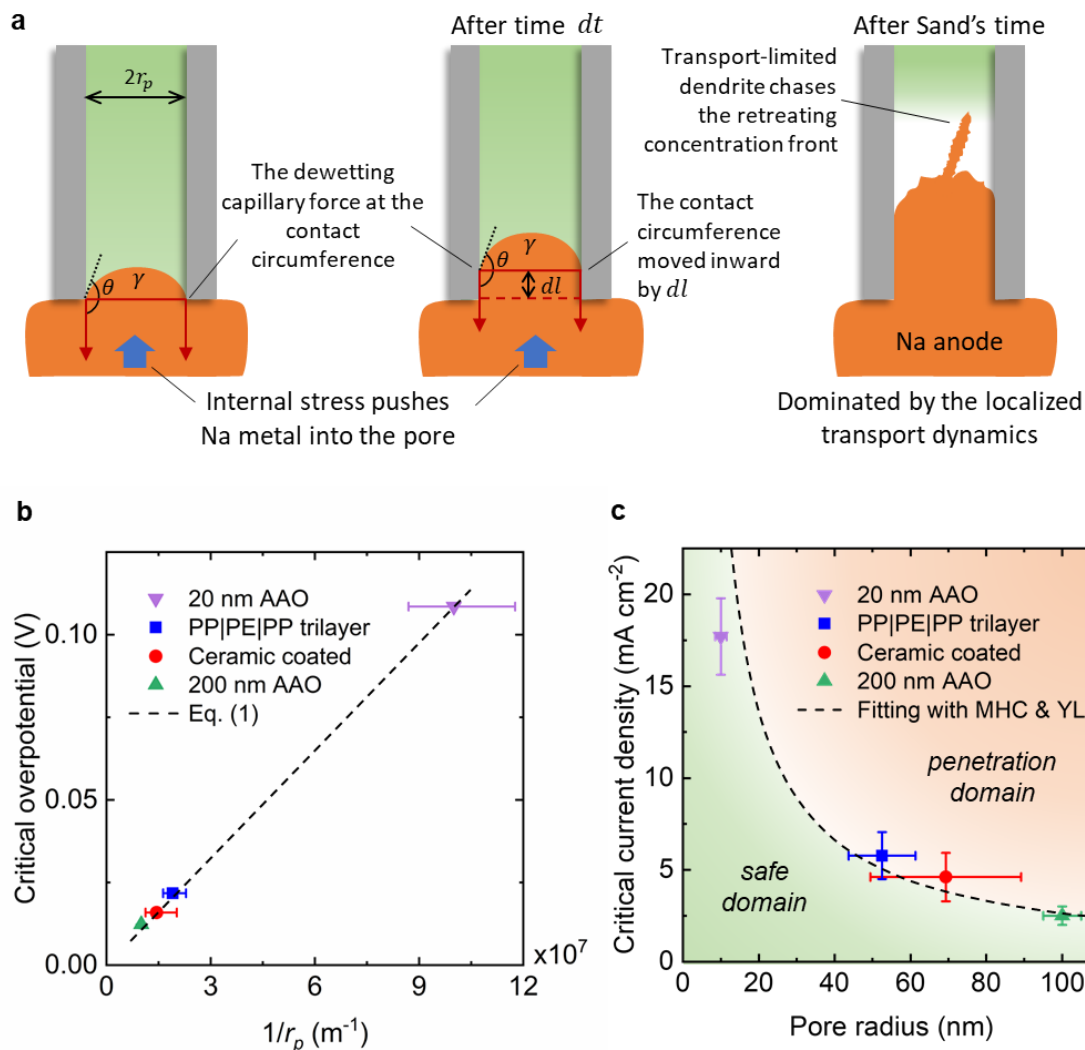 a
After time dt
After Sand's time
2r_p
Transport-limited
dendrite chases
the retreating
concentration front
The dewetting
capillary force at the
contact
circumference
The contact
circumference
moved inward
by dl
γ
θ
γ
θ
dl
Na anode
Internal stress pushes
Na metal into the pore
Dominated by the localized
transport dynamics
b
Critical overpotential (V)
0.10
0.05
0.00
20 nm AAO
PP|PE|PP trilayer
Ceramic coated
200 nm AAO
Eq. (1)
0 3 6 9 12
x10⁷
1/r_p (m⁻¹)
c
Critical current density (mA cm⁻²)
20
15
10
5
0
20 nm AAO
PP|PE|PP trilayer
Ceramic coated
200 nm AAO
Fitting with MHC & YL
penetration
domain
safe
domain
0 20 40 60 80 100
Pore radius (nm)